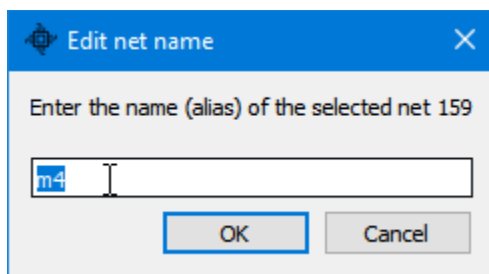 Edit net name
Enter the name (alias) of the selected net 159
m4
OK Cancel